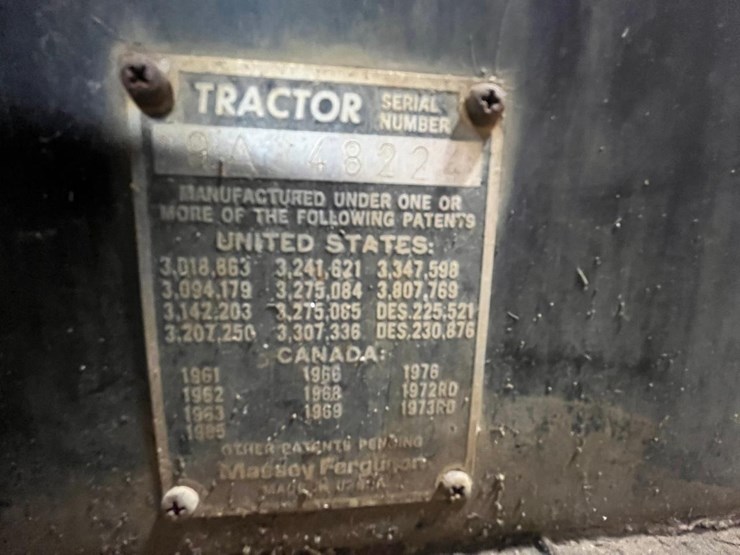 TRACTOR SERIAL NUMBER
MANUFACTURED UNDER ONE OR
MORE OF THE FOLLOWING PATENTS
UNITED STATES:
3,018,863 3,241,621 3,347,598
3,094,179 3,275,084 3,807,769
3,142,203 3,275,085 DES.225,521
3,207,250 3,307,336 DES,230,876
CANADA:
1961 1966 1976
1962 1968 1972RD
1963 1969 1973RD
OTHER PATENTS PENDING
Massey Ferguson
MADE IN U.S.A.